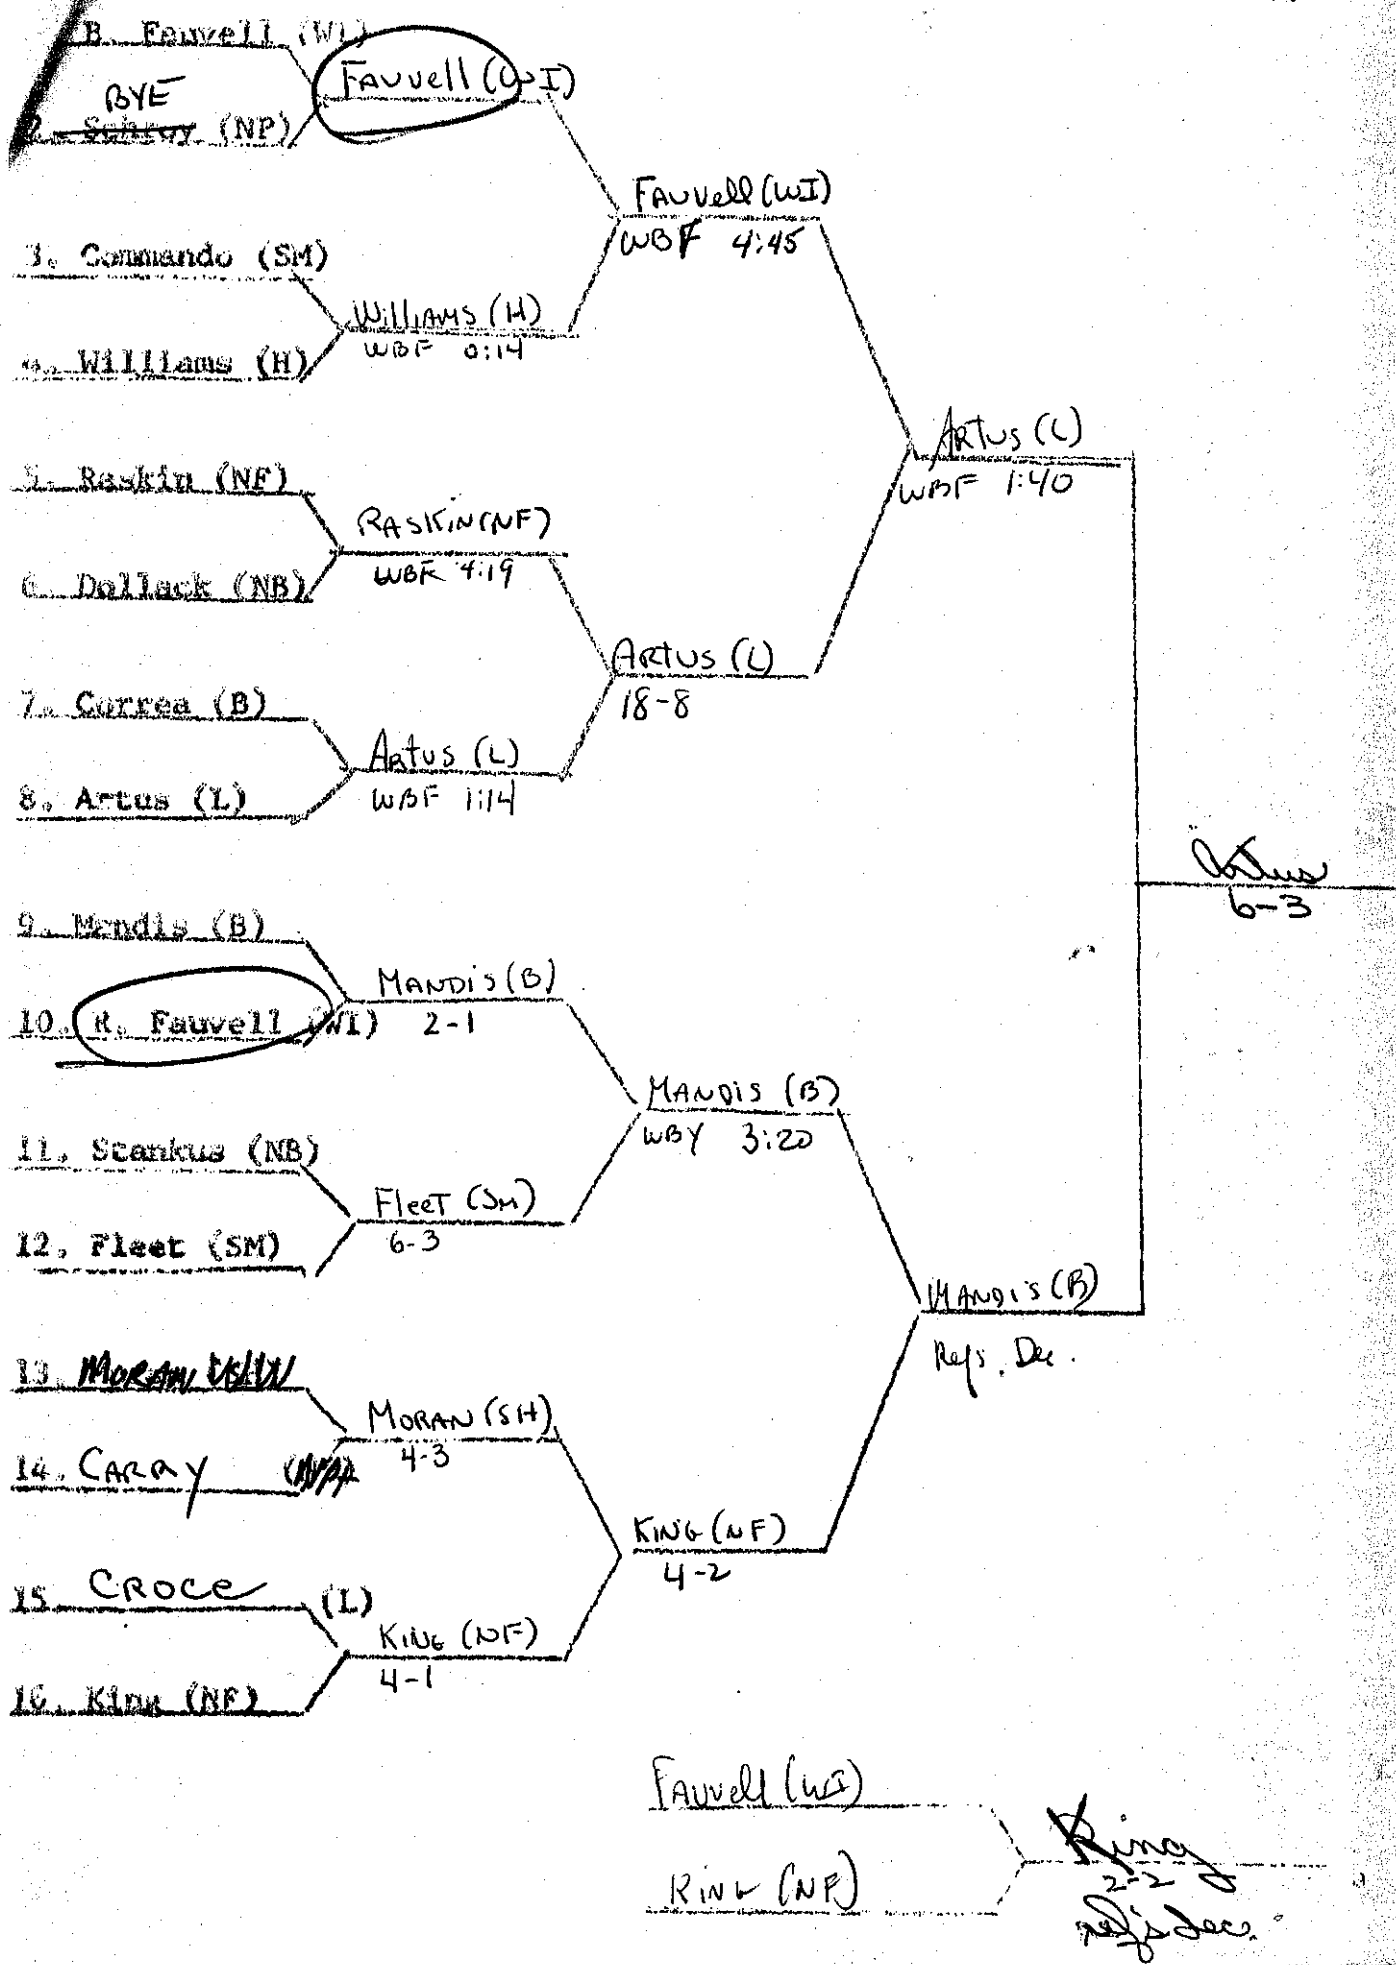 B. Fauvell (WI)
Fauvell (WI)
BYE
2. Schroy (NP)
Fauvell (WI)
WBF 4:45
3. Commando (SM)
Williams (H)
WBF 0:14
4. Williams (H)
Artus (L)
WBF 1:40
5. Raskin (NF)
Raskin (NF)
WBF 4:19
6. Dollack (NB)
Artus (L)
18-8
7. Correa (B)
Artus (L)
WBF 1:14
8. Artus (L)
Artus
6-3
9. Mendis (B)
Mandis (B)
2-1
10. R. Fauvell (WI)
Mandis (B)
WBY 3:20
11. Stankus (NB)
Fleet (SM)
6-3
12. Fleet (SM)
Mandis (B)
Refs. Dec.
13. Moran
Moran (SH)
4-3
14. Carry
King (NF)
4-2
15. Croce (L)
King (NF)
4-1
16. King (NF)
Fauvell (WI)
King
2-2
ref's dec.
King (NF)